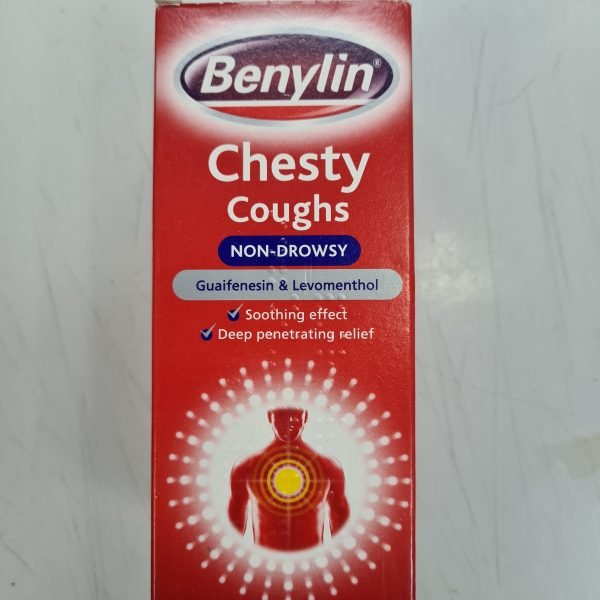 Benylin®
Chesty
Coughs
NON-DROWSY
Guaifenesin & Levomenthol
Soothing effect
Deep penetrating relief